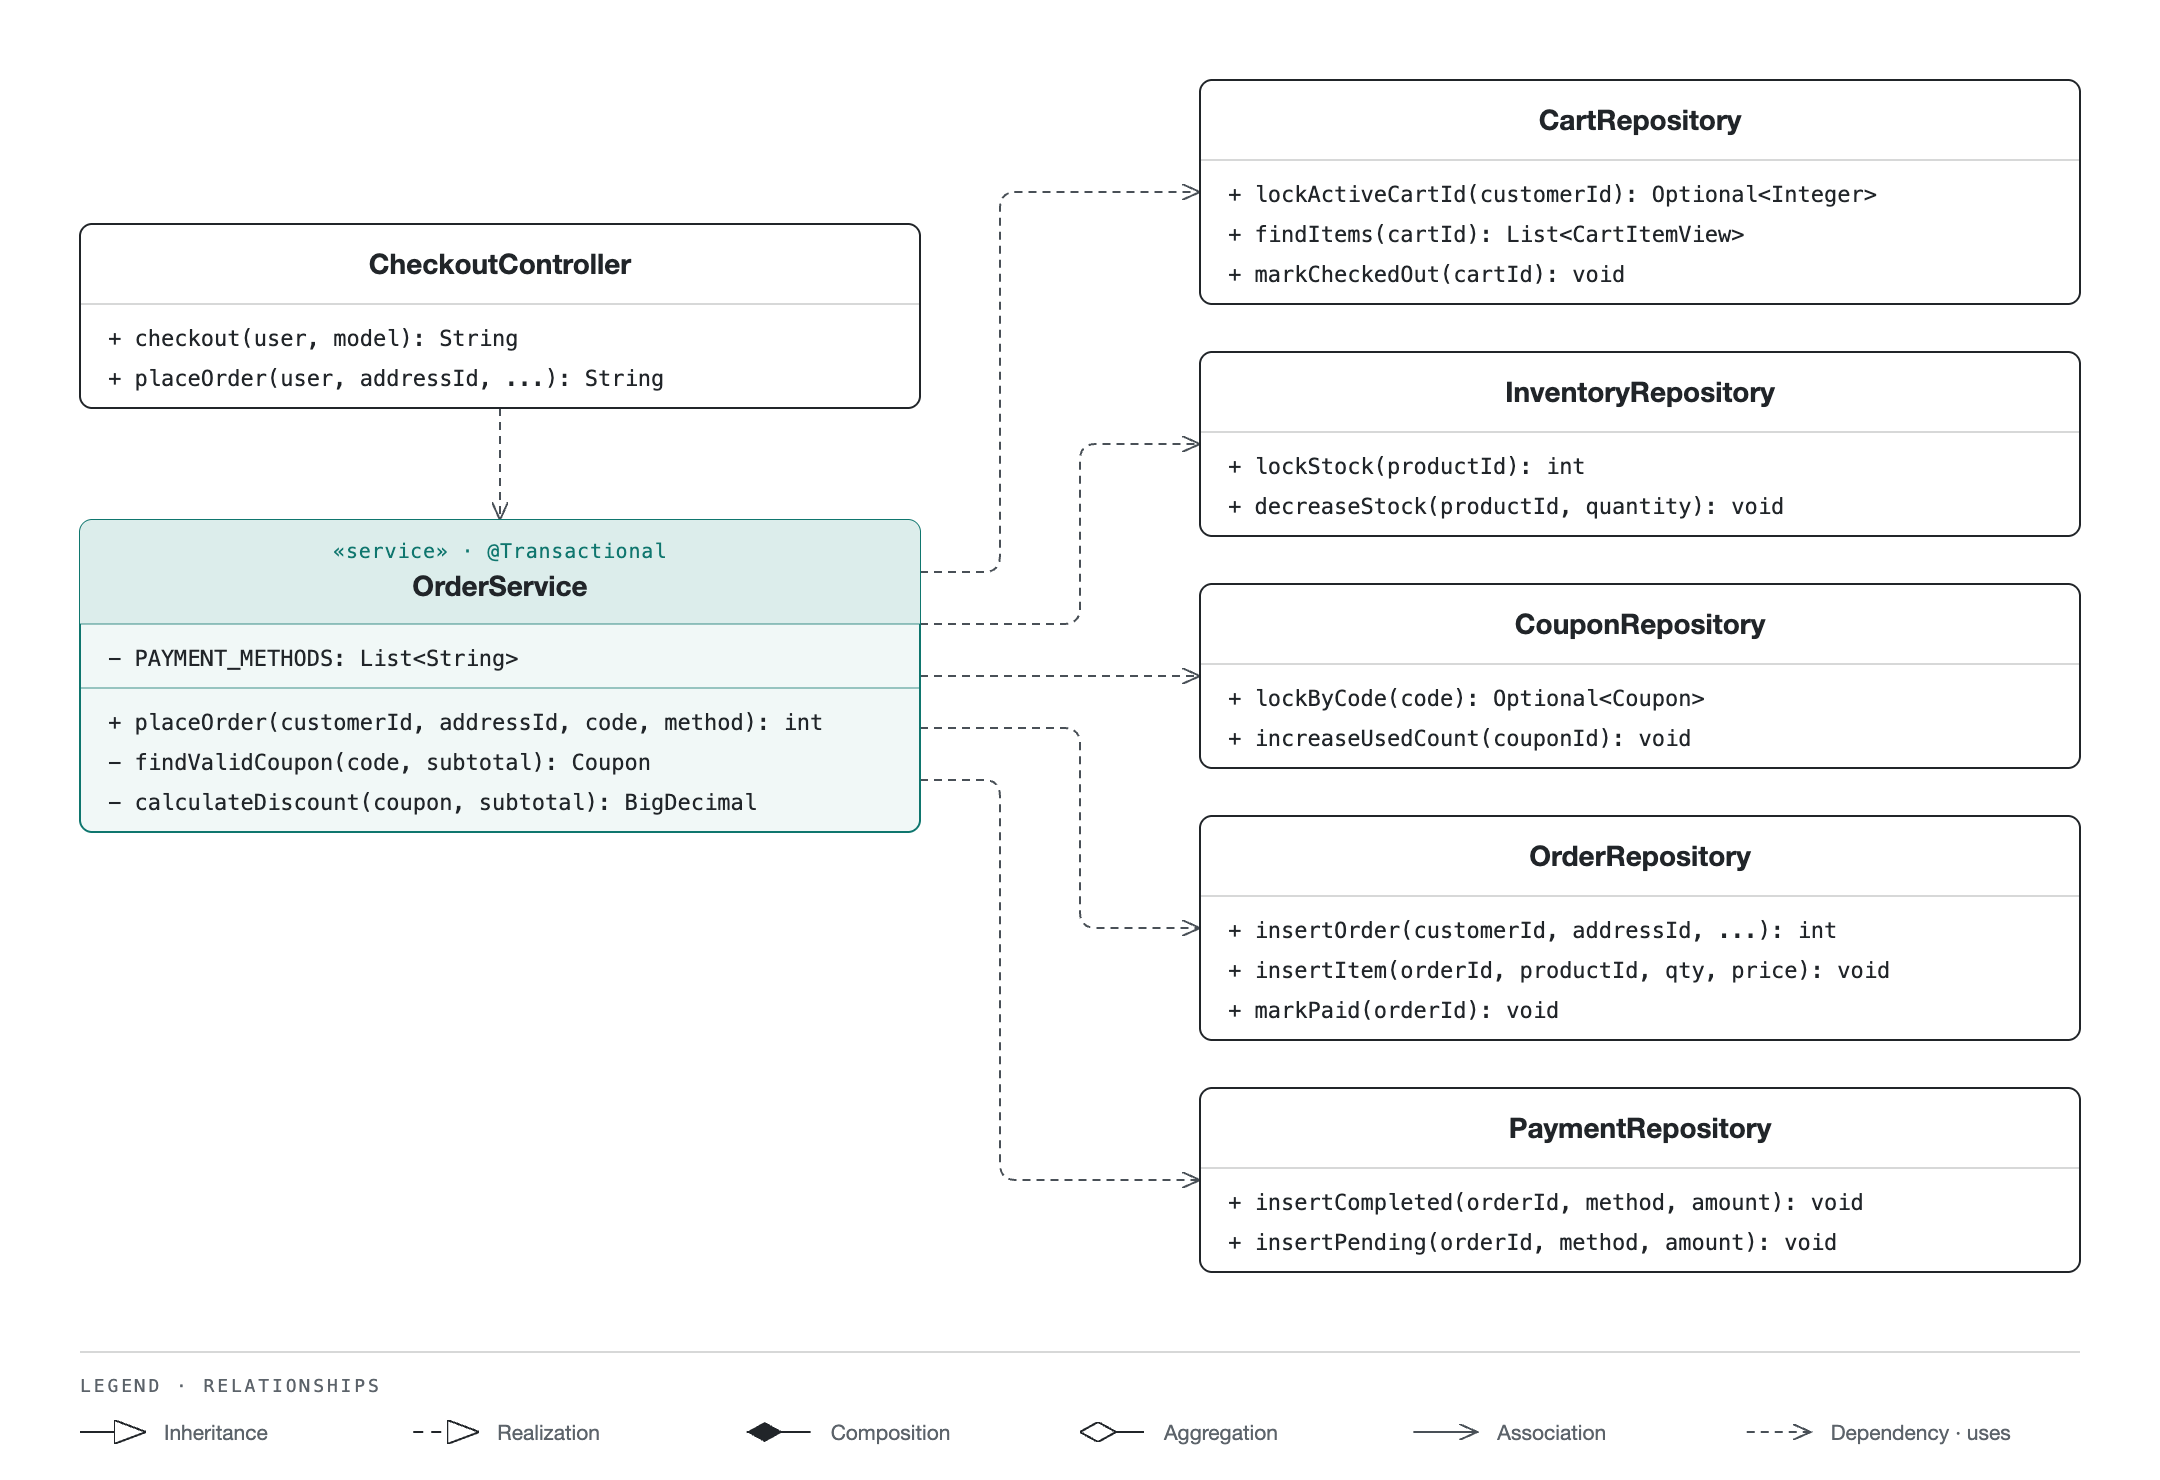 CheckoutController
+ checkout(user, model): String
+ placeOrder(user, addressId, ...): String
«service» · @Transactional
OrderService
− PAYMENT_METHODS: List<String>
+ placeOrder(customerId, addressId, code, method): int
− findValidCoupon(code, subtotal): Coupon
− calculateDiscount(coupon, subtotal): BigDecimal
CartRepository
+ lockActiveCartId(customerId): Optional<Integer>
+ findItems(cartId): List<CartItemView>
+ markCheckedOut(cartId): void
InventoryRepository
+ lockStock(productId): int
+ decreaseStock(productId, quantity): void
CouponRepository
+ lockByCode(code): Optional<Coupon>
+ increaseUsedCount(couponId): void
OrderRepository
+ insertOrder(customerId, addressId, ...): int
+ insertItem(orderId, productId, qty, price): void
+ markPaid(orderId): void
PaymentRepository
+ insertCompleted(orderId, method, amount): void
+ insertPending(orderId, method, amount): void
LEGEND · RELATIONSHIPS
Inheritance
Realization
Composition
Aggregation
Association
Dependency · uses